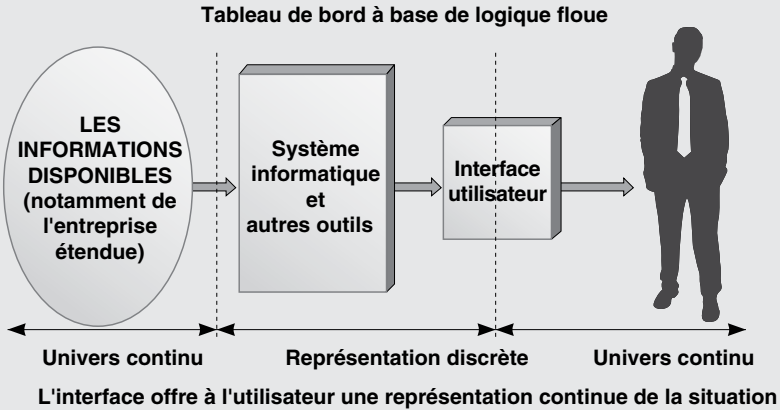 Tableau de bord à base de logique floue
LES
INFORMATIONS
DISPONIBLES
(notamment de
l'entreprise
étendue)
Système
informatique
et
autres outils
Interface
utilisateur
Univers continu
Représentation discrète
Univers continu
L'interface offre à l'utilisateur une représentation continue de la situation